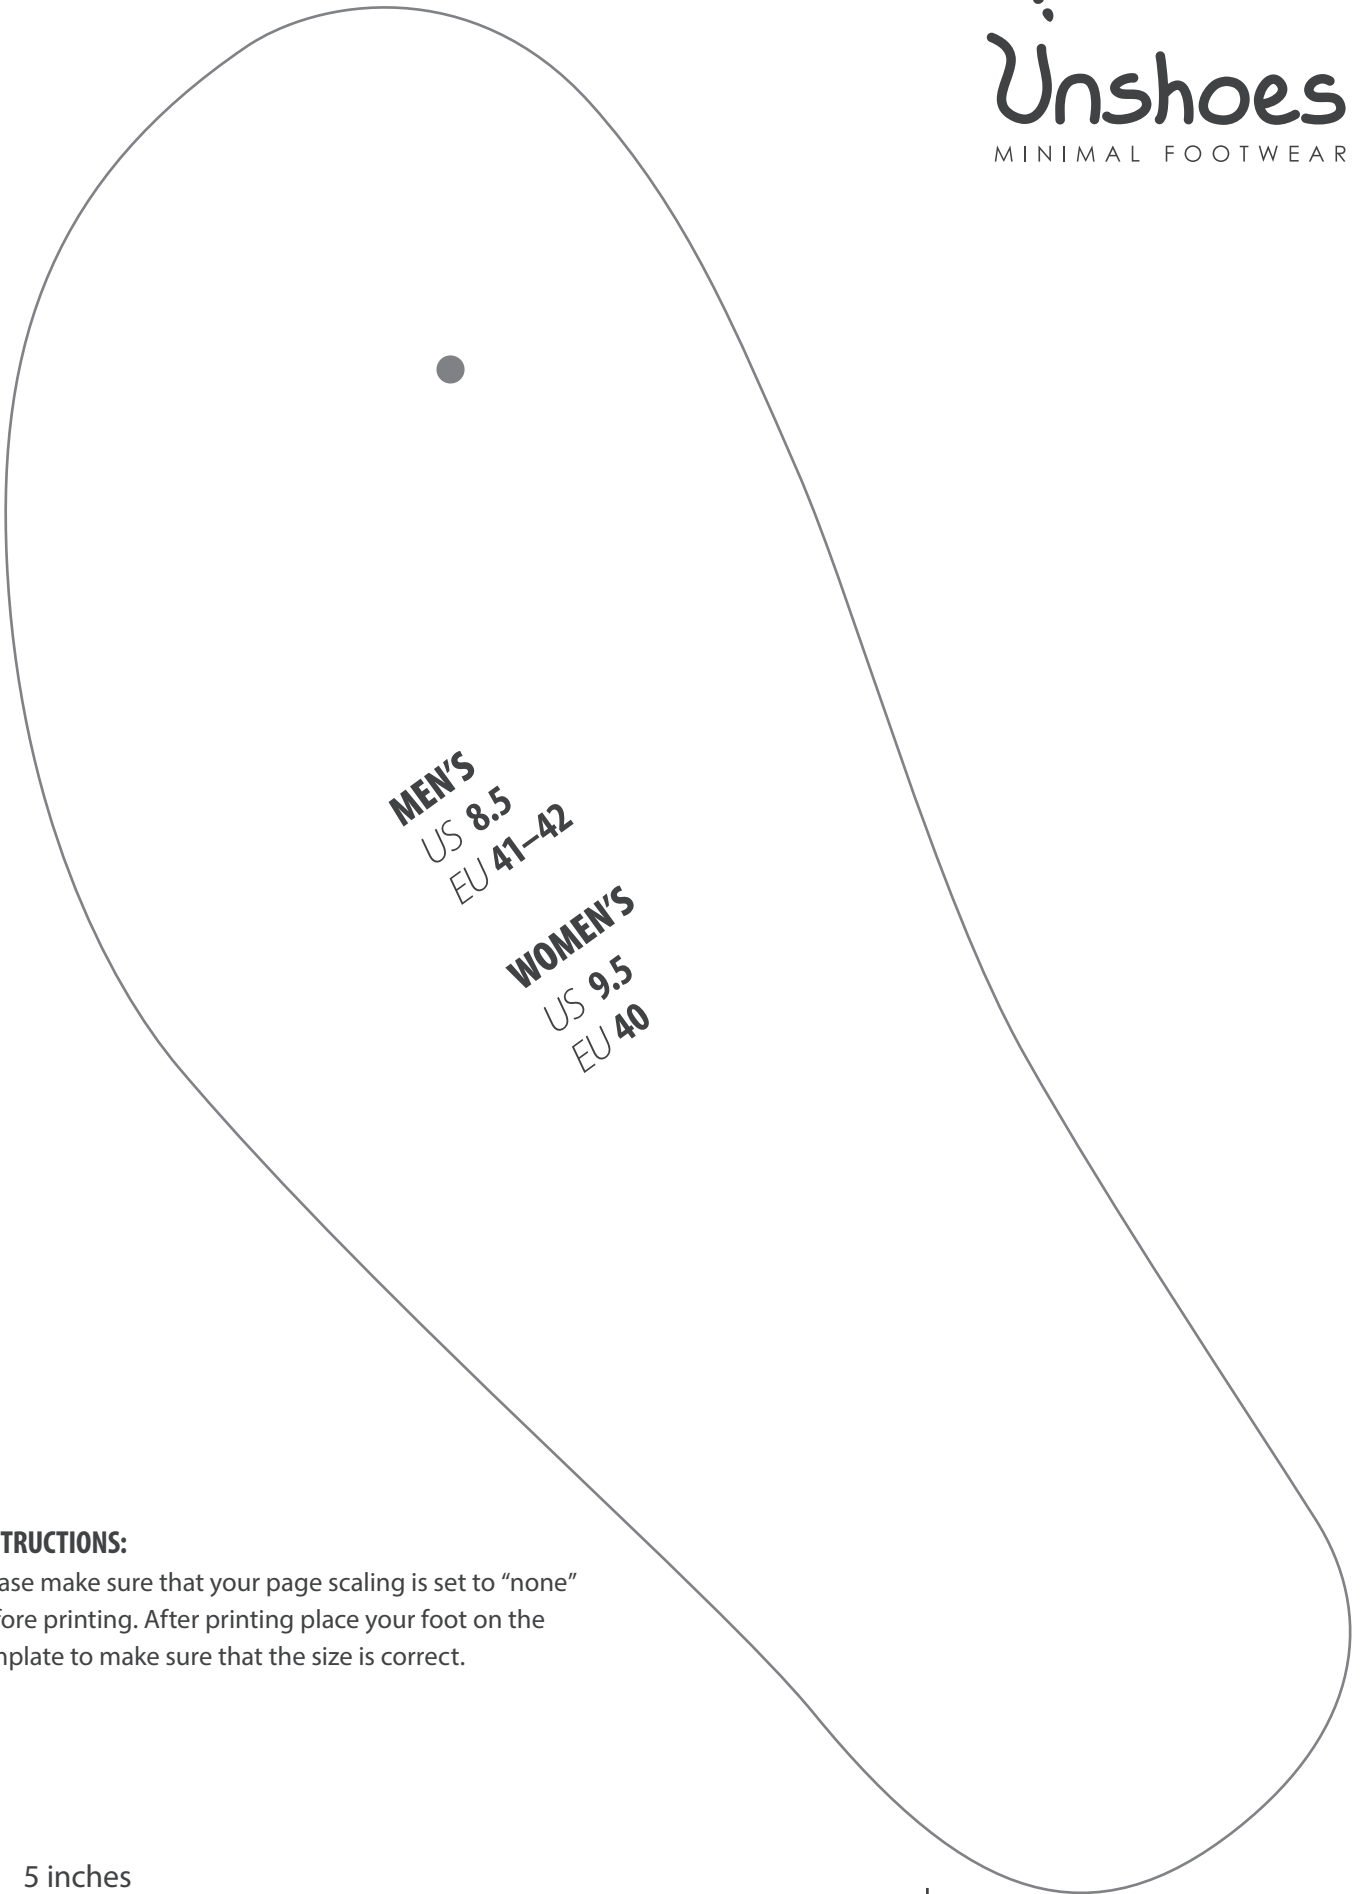 Unshoes
MINIMAL FOOTWEAR
MEN'S
US 8.5
EU 41–42
WOMEN'S
US 9.5
EU 40
TRUCTIONS:
ase make sure that your page scaling is set to “none”
fore printing. After printing place your foot on the
nplate to make sure that the size is correct.
5 inches